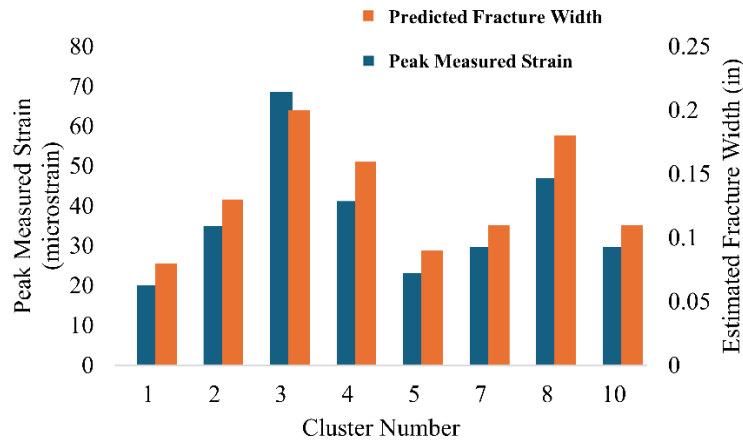 Predicted Fracture Width
Peak Measured Strain
Peak Measured Strain
(microstrain)
80
70
60
50
40
30
20
10
0
0.25
0.2
0.15
0.1
0.05
0
Estimated Fracture Width (in)
1 2 3 4 5 7 8 10
Cluster Number